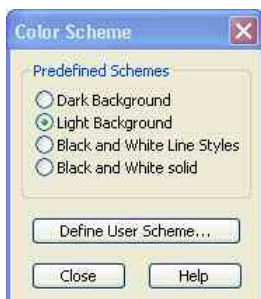 Color Scheme
Predefined Schemes
Dark Background
Light Background
Black and White Line Styles
Black and White solid
Define User Scheme...
Close Help